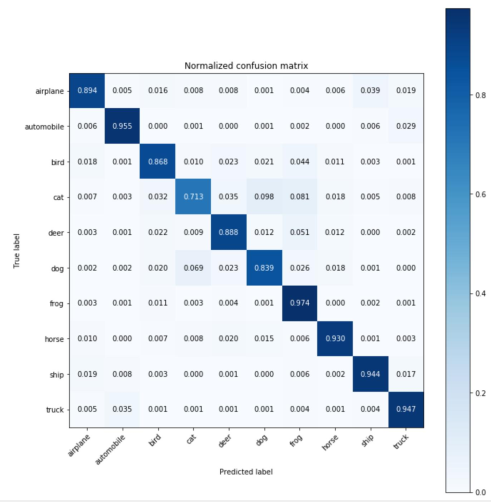 Normalized confusion matrix
airplane 0.894 0.005 0.016 0.008 0.008 0.001 0.004 0.006 0.039 0.019
automobile 0.006 0.955 0.000 0.001 0.000 0.001 0.002 0.000 0.006 0.029
bird 0.018 0.001 0.868 0.010 0.023 0.021 0.044 0.011 0.003 0.001
cat 0.007 0.003 0.032 0.713 0.035 0.098 0.081 0.018 0.005 0.008
deer 0.003 0.001 0.022 0.009 0.888 0.012 0.051 0.012 0.000 0.002
dog 0.002 0.002 0.020 0.069 0.023 0.839 0.026 0.018 0.001 0.000
frog 0.003 0.001 0.011 0.003 0.004 0.001 0.974 0.000 0.002 0.001
horse 0.010 0.000 0.007 0.008 0.020 0.015 0.006 0.930 0.001 0.003
ship 0.019 0.008 0.003 0.000 0.001 0.000 0.006 0.002 0.944 0.017
truck 0.005 0.035 0.001 0.001 0.001 0.001 0.004 0.001 0.004 0.947
airplane automobile bird cat deer dog frog horse ship truck
Predicted label
True label
0.8
0.6
0.4
0.2
0.0